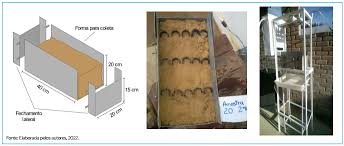 Forma para coleta
20 cm
15 cm
40 cm
20 cm
Fechamento
lateral
Amostra
20
Fonte: Elaborada pelos autores, 2022.